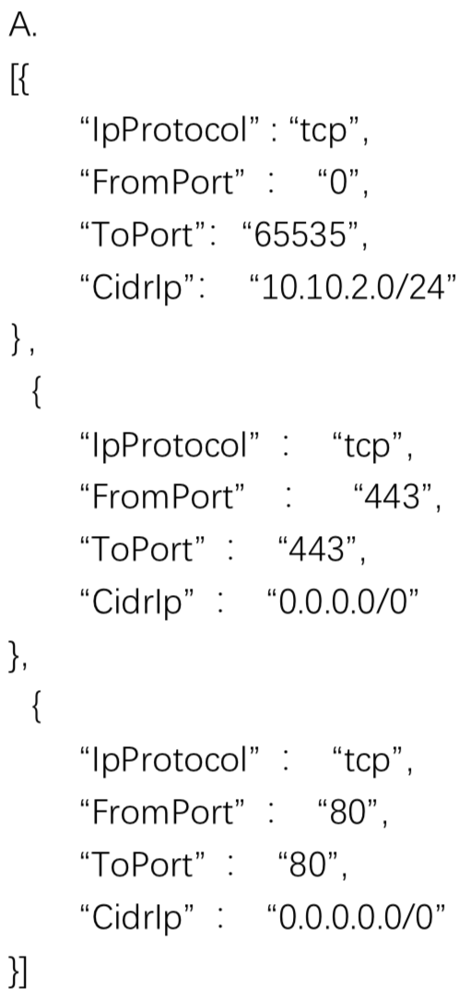 A.
[{
“IpProtocol” : “tcp”,
“FromPort” : “0”,
“ToPort”: “65535”,
“CidrIp”: “10.10.2.0/24”
} ,
{
“IpProtocol” : “tcp”,
“FromPort” : “443”,
“ToPort” : “443”,
“CidrIp” : “0.0.0.0/0”
},
{
“IpProtocol” : “tcp”,
“FromPort” : “80”,
“ToPort” : “80”,
“CidrIp” : “0.0.0.0.0/0”
}]